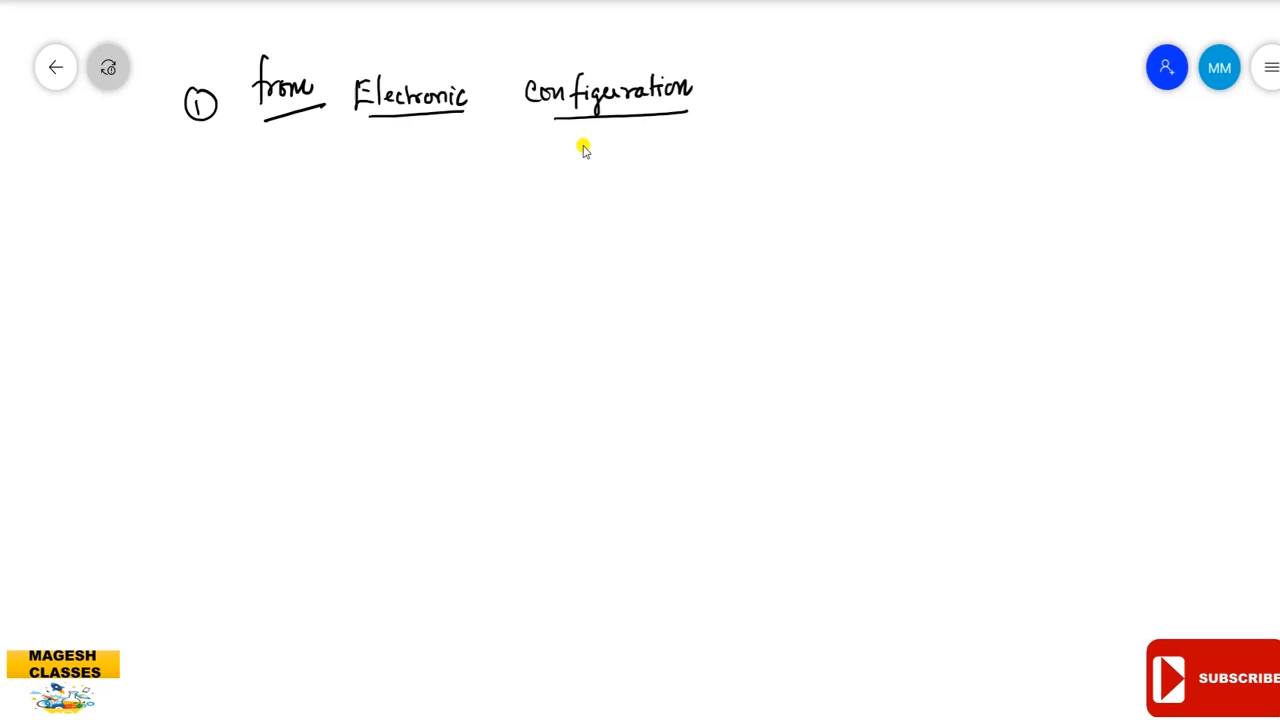 ① from Electronic Configuration
MM
MAGESH
CLASSES
SUBSCRIBE